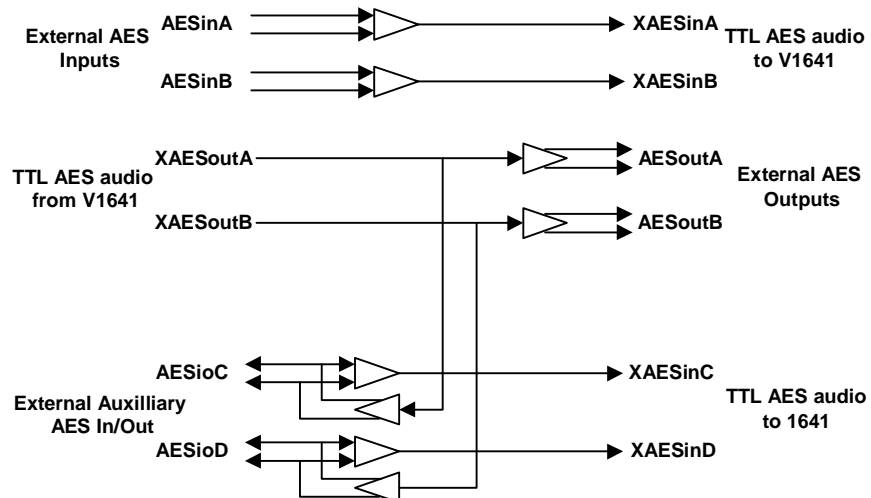 External AES
Inputs
AESinA
XAESinA
TTL AES audio
to V1641
AESinB
XAESinB
TTL AES audio
from V1641
XAESoutA
AESoutA
External AES
Outputs
XAESoutB
AESoutB
External Auxilliary
AES In/Out
AESioC
XAESinC
TTL AES audio
to 1641
AESioD
XAESinD